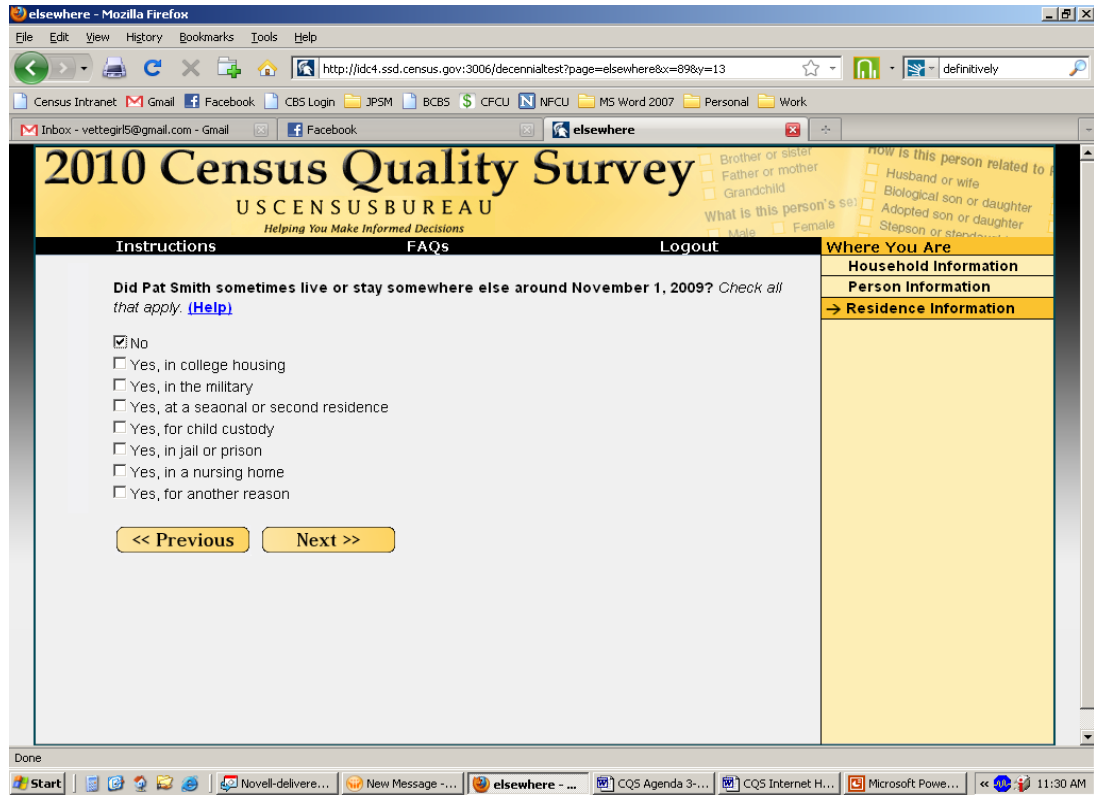 elsewhere - Mozilla Firefox
File Edit View History Bookmarks Tools Help
http://idc4.ssd.census.gov:3006/decennialtest?page=elsewhere&x=89&y=13
definitively
Census Intranet Gmail Facebook CBS Login JPSM BCBS CFCU NFCU MS Word 2007 Personal Work
Inbox - vettegirl5@gmail.com - Gmail Facebook elsewhere
2010 Census Quality Survey
USCENSUSBUREAU
Helping You Make Informed Decisions
Brother or sister
Father or mother
Grandchild
What is this person's sex
Male Female
How is this person related to
Husband or wife
Biological son or daughter
Adopted son or daughter
Stepson or
Instructions FAQs Logout
Where You Are
Household Information
Person Information
→ Residence Information
Did Pat Smith sometimes live or stay somewhere else around November 1, 2009? Check all
that apply. (Help)
No
Yes, in college housing
Yes, in the military
Yes, at a seaonal or second residence
Yes, for child custody
Yes, in jail or prison
Yes, in a nursing home
Yes, for another reason
<< Previous Next >>
Done
Start Novell-delivere... New Message -... elsewhere - ... CQS Agenda 3-... CQS Internet H... Microsoft Powe... « 11:30 AM